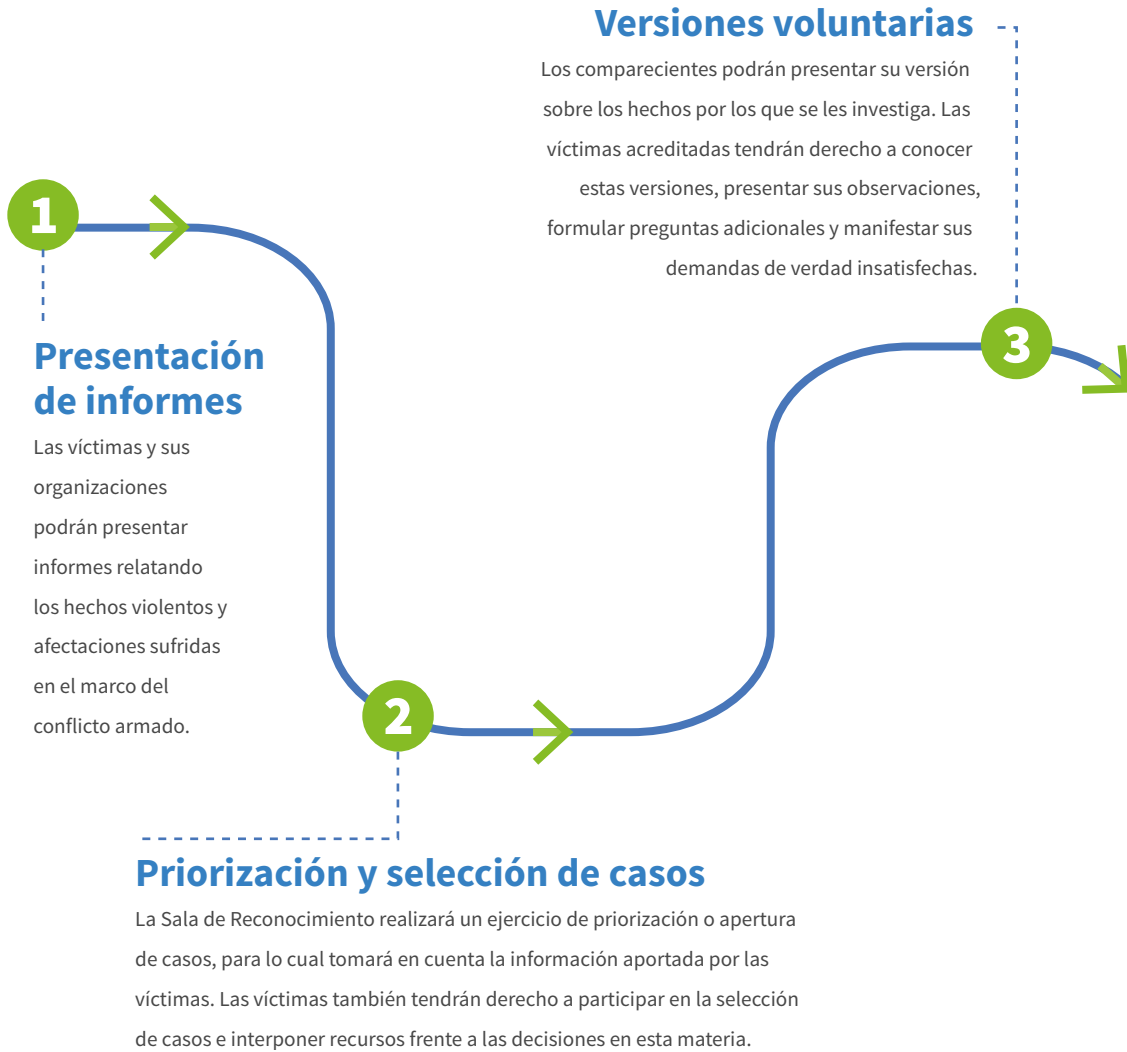 1
Presentación
de informes
Las víctimas y sus
organizaciones
podrán presentar
informes relatando
los hechos violentos y
afectaciones sufridas
en el marco del
conflicto armado.
2
Priorización y selección de casos
La Sala de Reconocimiento realizará un ejercicio de priorización o apertura
de casos, para lo cual tomará en cuenta la información aportada por las
víctimas. Las víctimas también tendrán derecho a participar en la selección
de casos e interponer recursos frente a las decisiones en esta materia.
3
Versiones voluntarias
Los comparecientes podrán presentar su versión
sobre los hechos por los que se les investiga. Las
víctimas acreditadas tendrán derecho a conocer
estas versiones, presentar sus observaciones,
formular preguntas adicionales y manifestar sus
demandas de verdad insatisfechas.